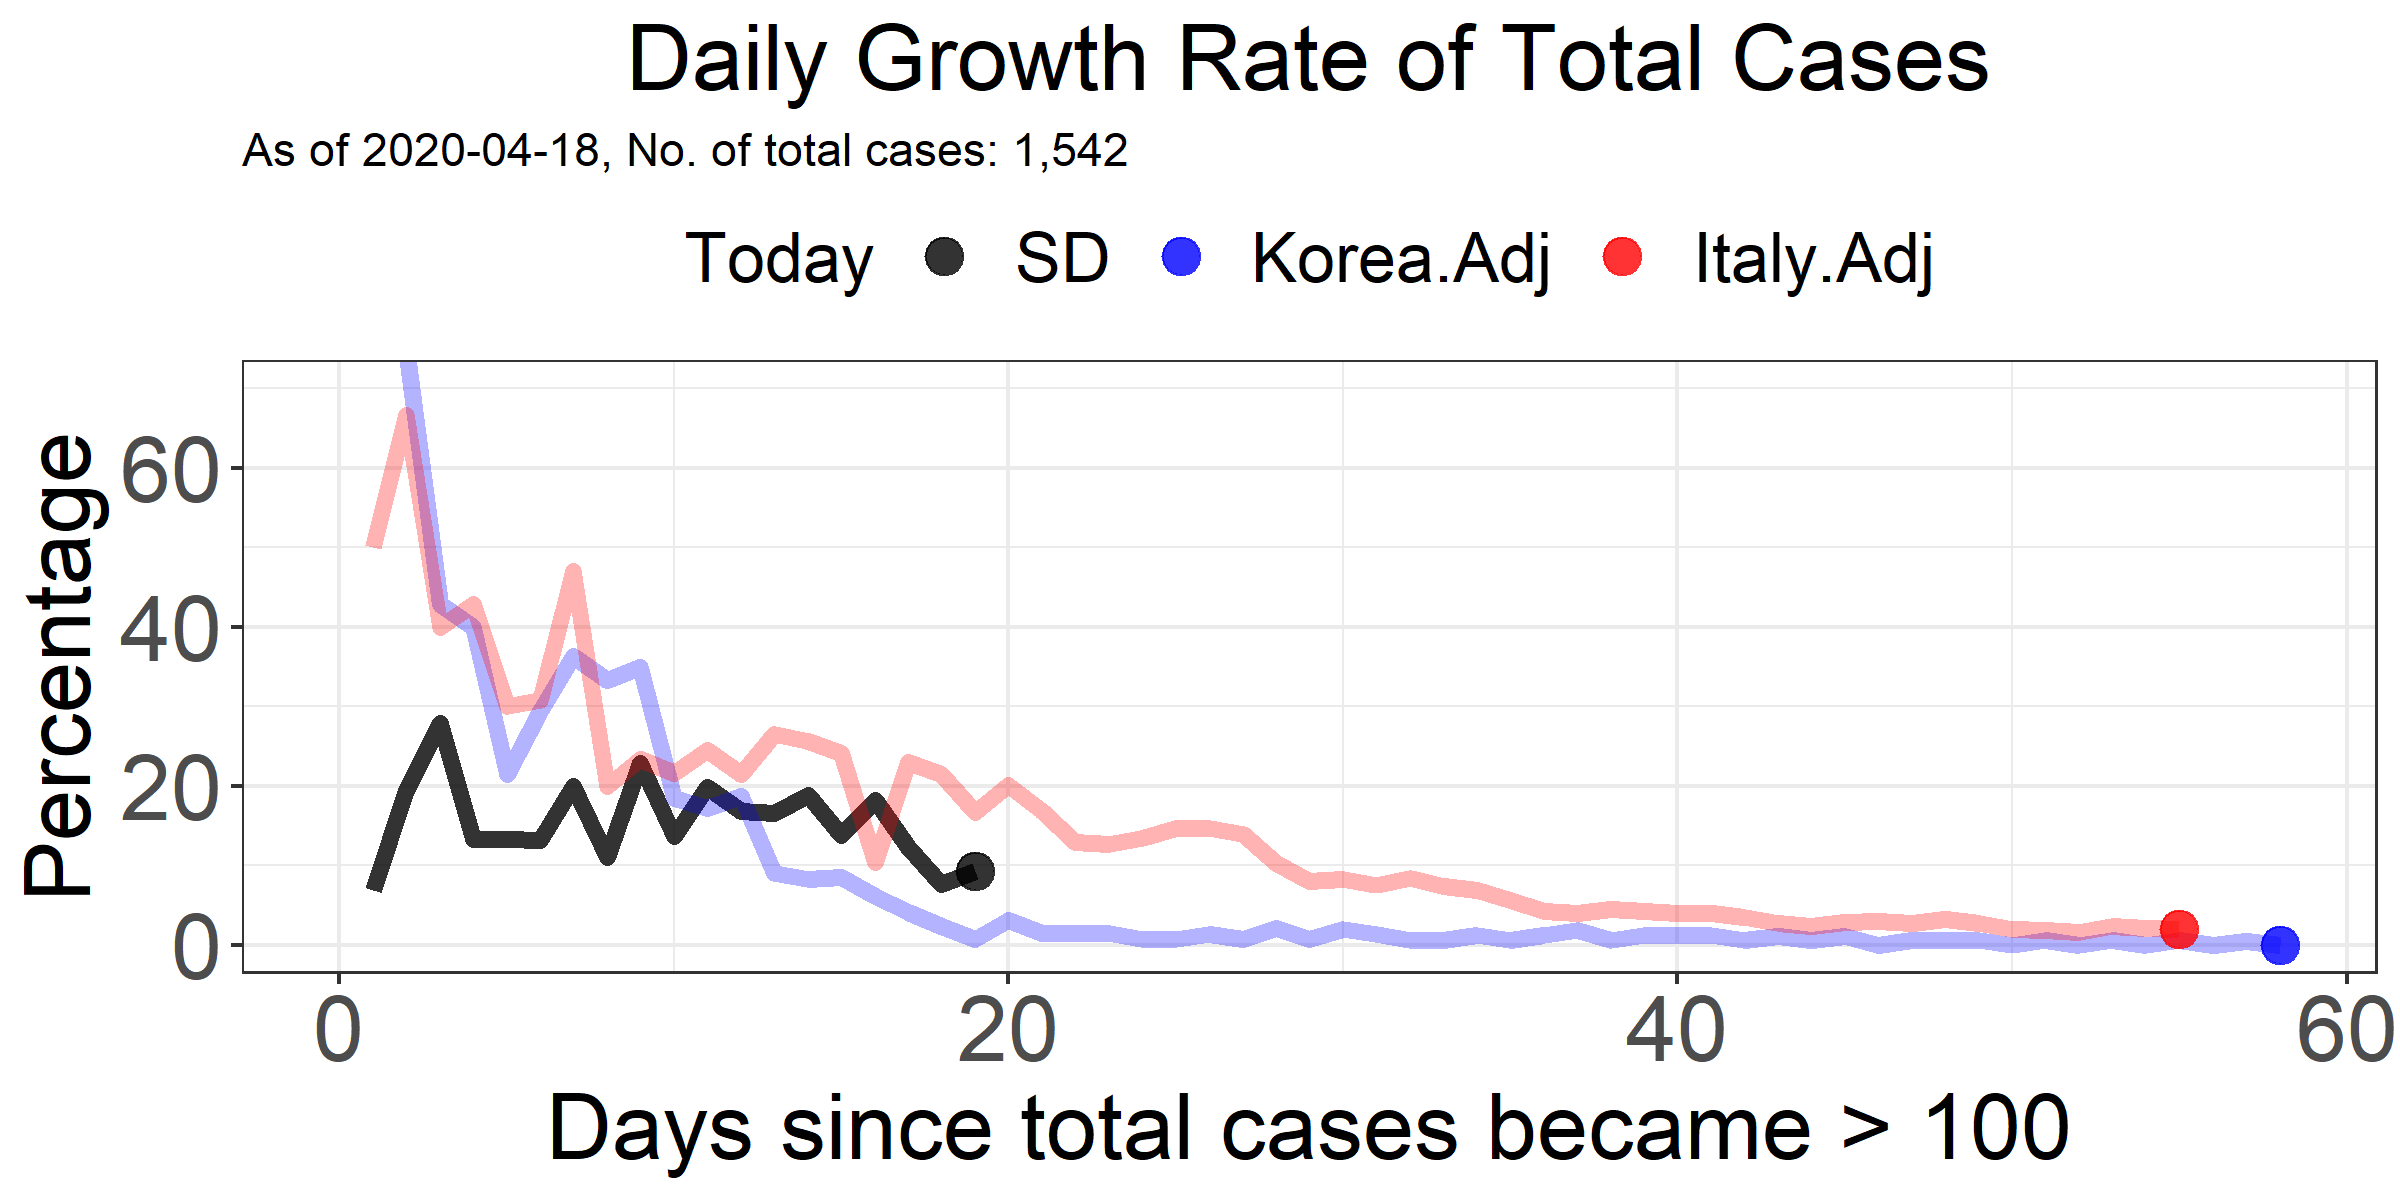 Daily Growth Rate of Total Cases
As of 2020-04-18, No. of total cases: 1,542
Today SD Korea.Adj Italy.Adj
Percentage
60
40
20
0
0 20 40 60
Days since total cases became > 100